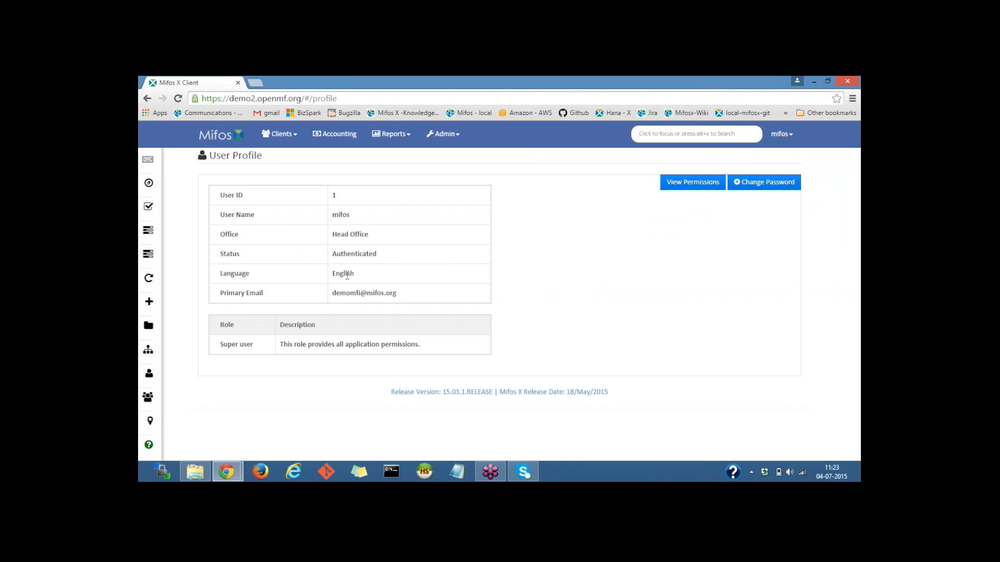 Mifos X Client
https://demo2.openmf.org/#/profile
Apps Communications - ... gmail BizSpark Bugzilla Mifos X -Knowledge... Mifos - local Amazon - AWS Github Hana - X Jira Mifosx-Wiki local-mifosx-git » Other bookmarks
Mifos Clients Accounting Reports Admin Click to focus or press alt+x to Search mifos
User Profile
View Permissions Change Password
User ID 1
User Name mifos
Office Head Office
Status Authenticated
Language English
Primary Email demomfi@mifos.org
Role Description
Super user This role provides all application permissions.
Release Version: 15.03.1.RELEASE | Mifos X Release Date: 18/May/2015
C:\._
HS
11:23
04-07-2015